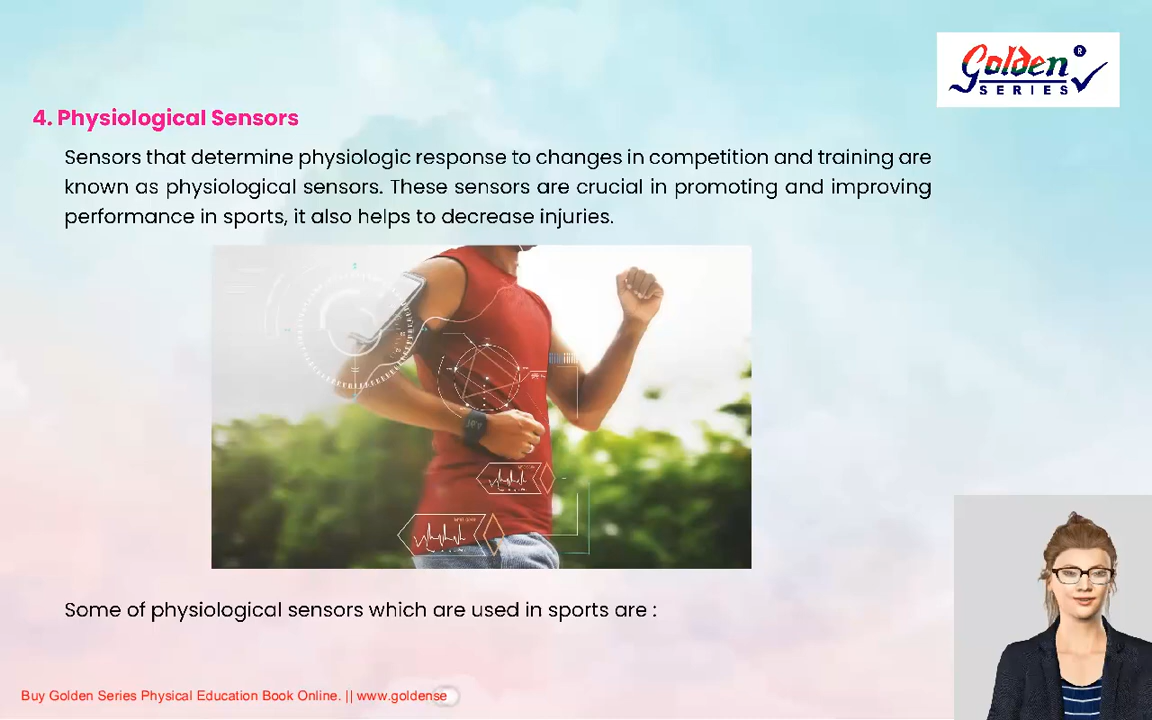 Golden ®
SERIES
4. Physiological Sensors
Sensors that determine physiologic response to changes in competition and training are
known as physiological sensors. These sensors are crucial in promoting and improving
performance in sports, it also helps to decrease injuries.
Some of physiological sensors which are used in sports are :
Buy Golden Series Physical Education Book Online. || www.goldense